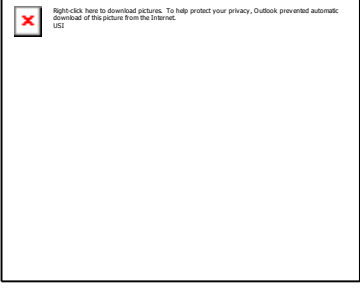 Right-click here to download pictures.  To help protect your privacy, Outlook prevented automatic
download of this picture from the Internet.
USI